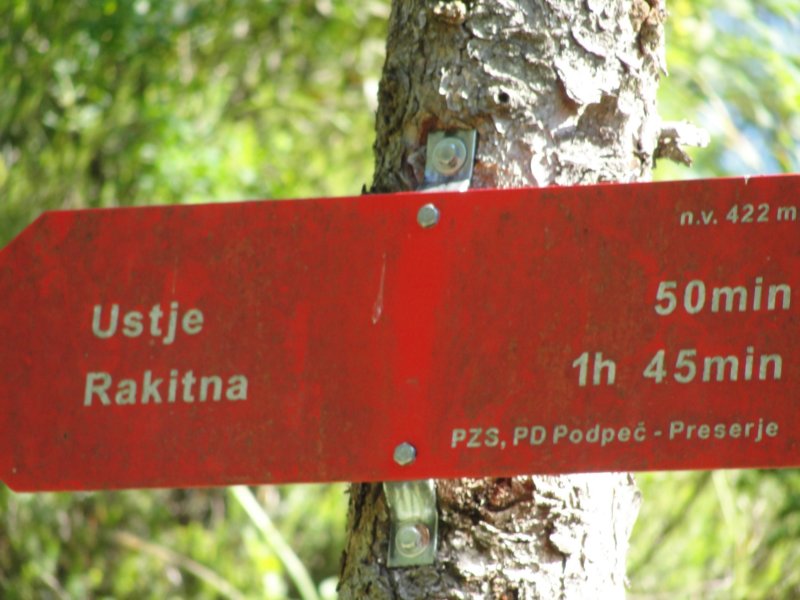 n.v. 422 m
Ustje 50min
Rakitna 1h 45min
PZS, PD Podpeč - Preserje